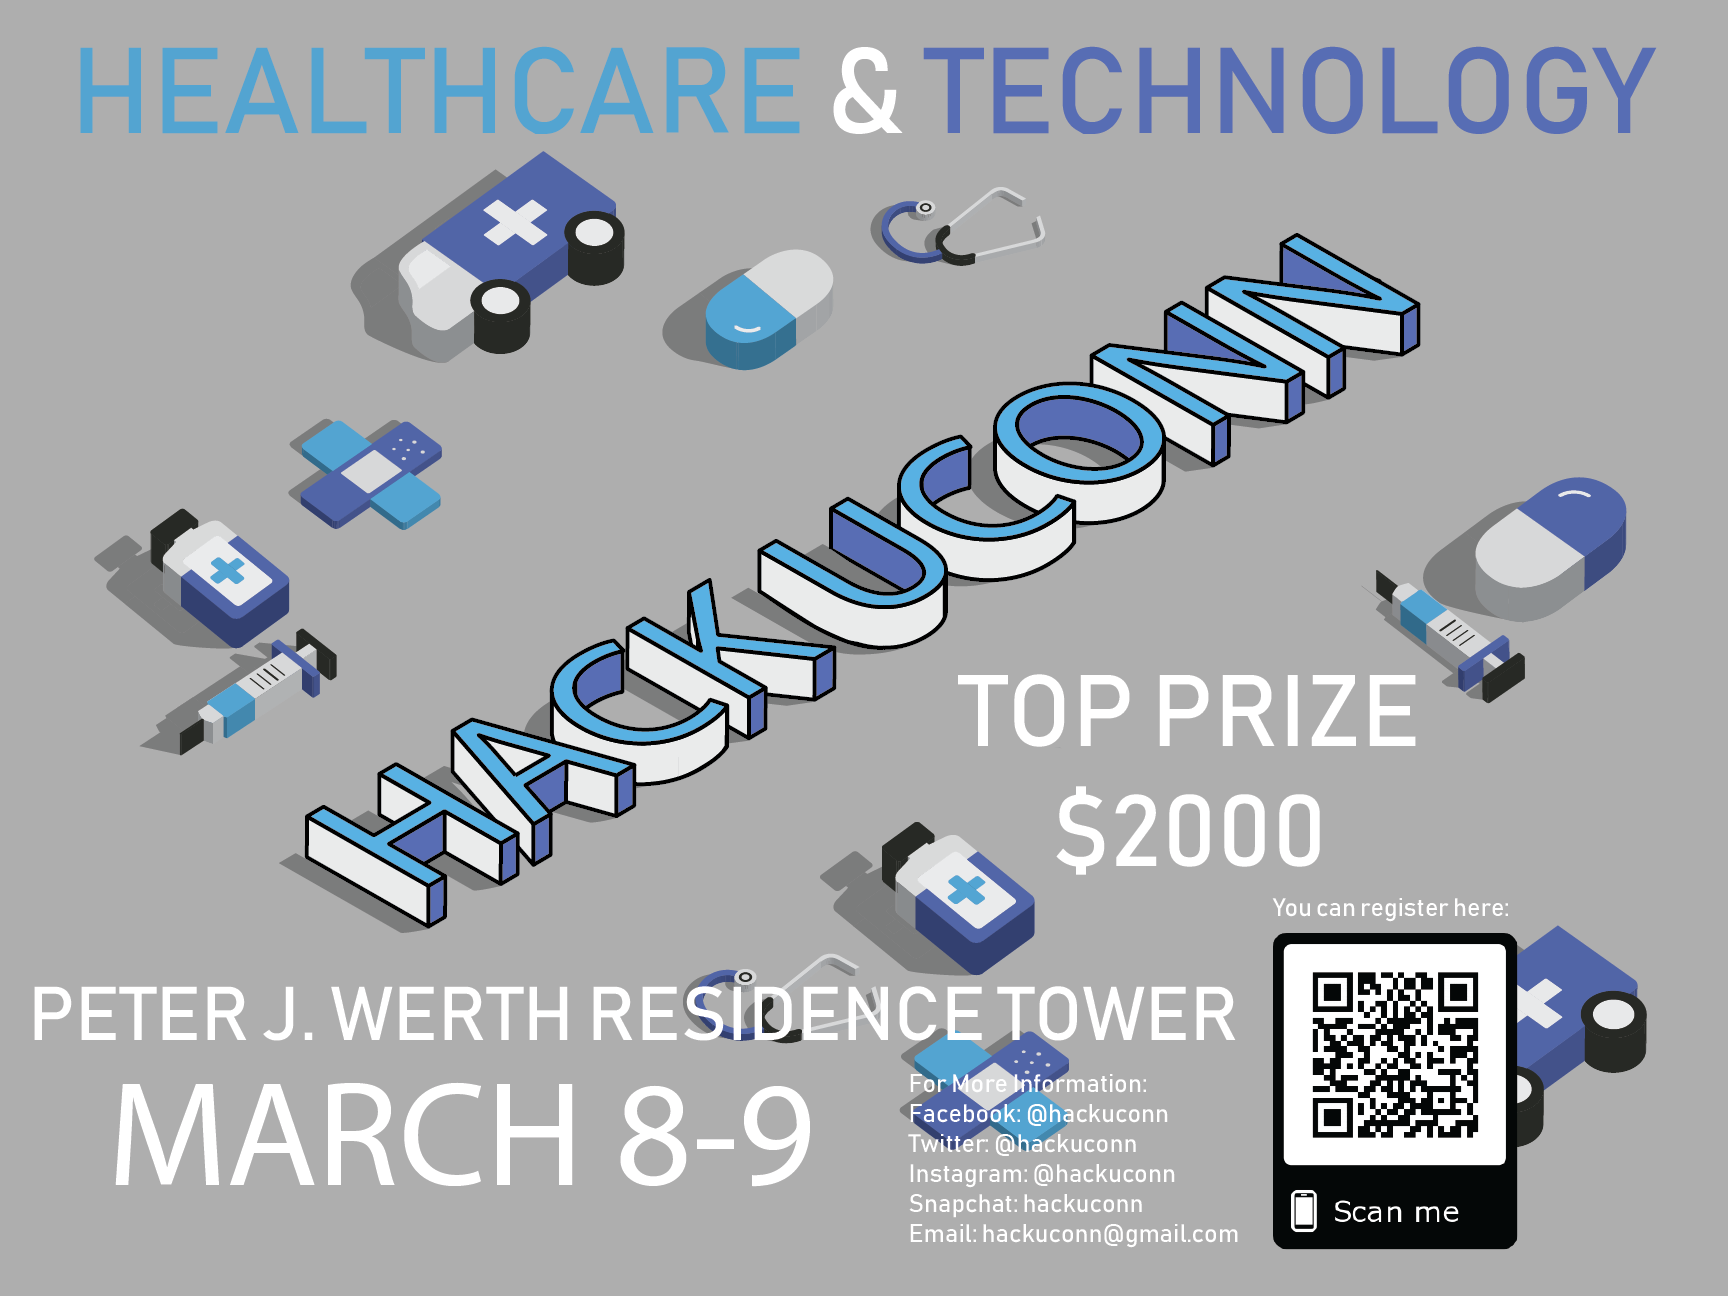 HEALTHCARE & TECHNOLOGY
HACKUCONN
TOP PRIZE
$2000
You can register here:
PETER J. WERTH RESIDENCE TOWER
MARCH 8-9
For More Information:
Facebook: @hackuconn
Twitter: @hackuconn
Instagram: @hackuconn
Snapchat: hackuconn
Email: hackuconn@gmail.com
Scan me